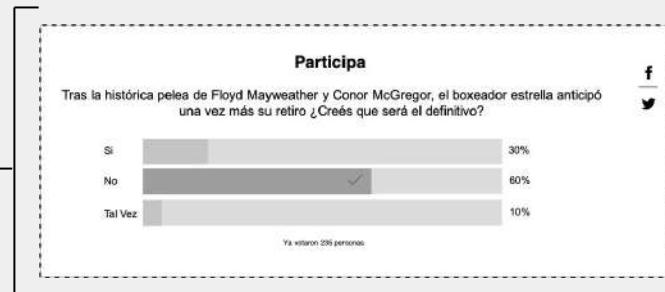 Participa
Tras la histórica pelea de Floyd Mayweather y Conor McGregor, el boxeador estrella anticipó
una vez más su retiro ¿Creés que será el definitivo?
Si 30%
No 60%
Tal Vez 10%
Ya votaron 235 personas